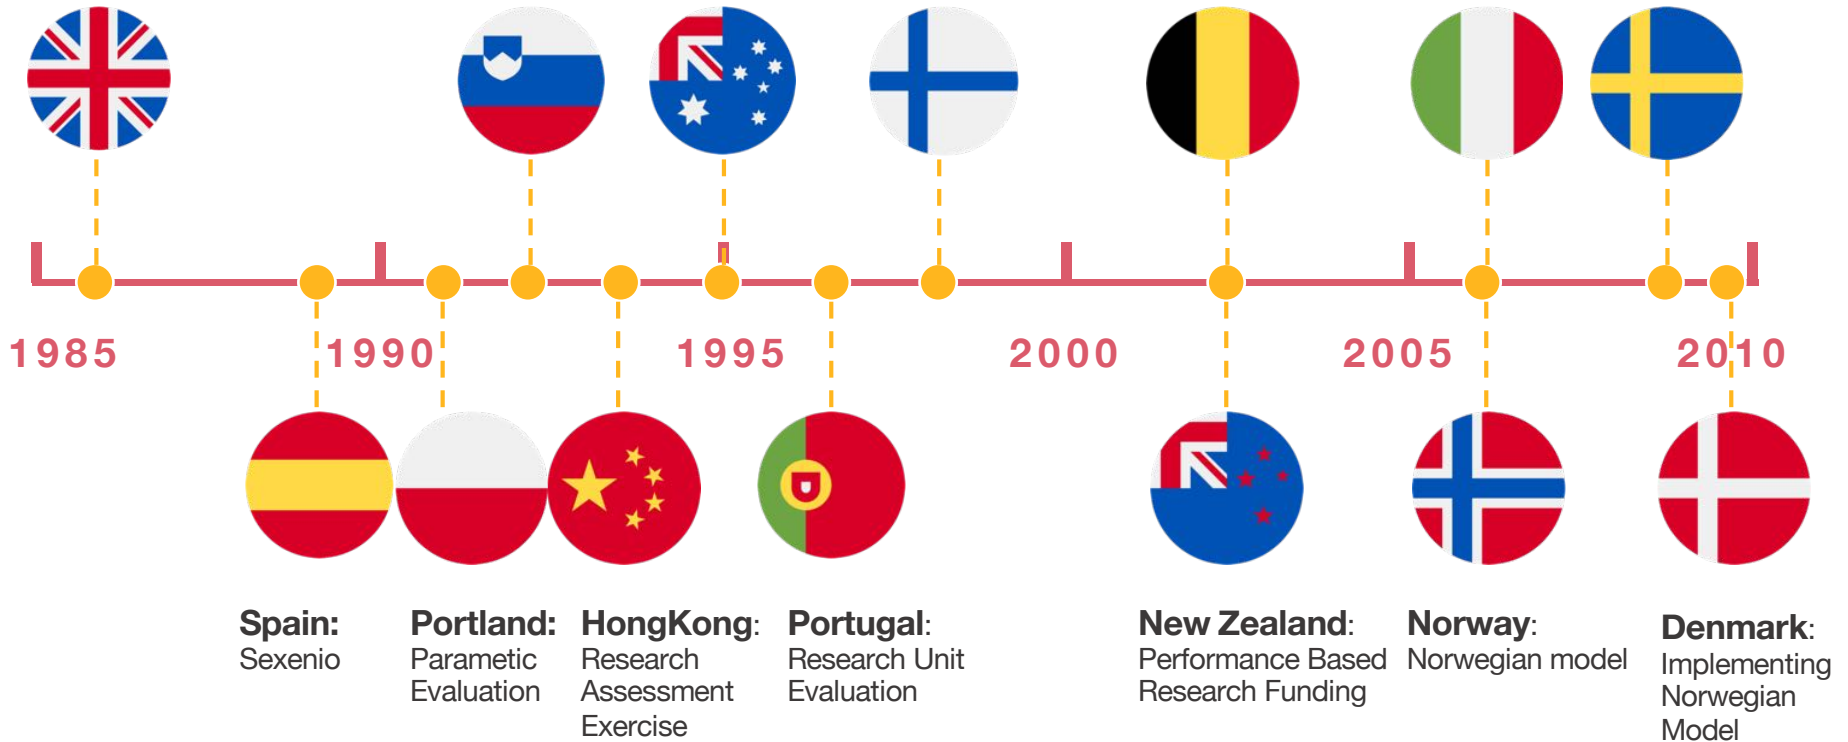 1985
1990
1995
2000
2005
2010
Spain:
Sexenio
Portland:
Parametic
Evaluation
HongKong:
Research
Assessment
Exercise
Portugal:
Research Unit
Evaluation
New Zealand:
Performance Based
Research Funding
Norway:
Norwegian model
Denmark:
Implementing
Norwegian
Model